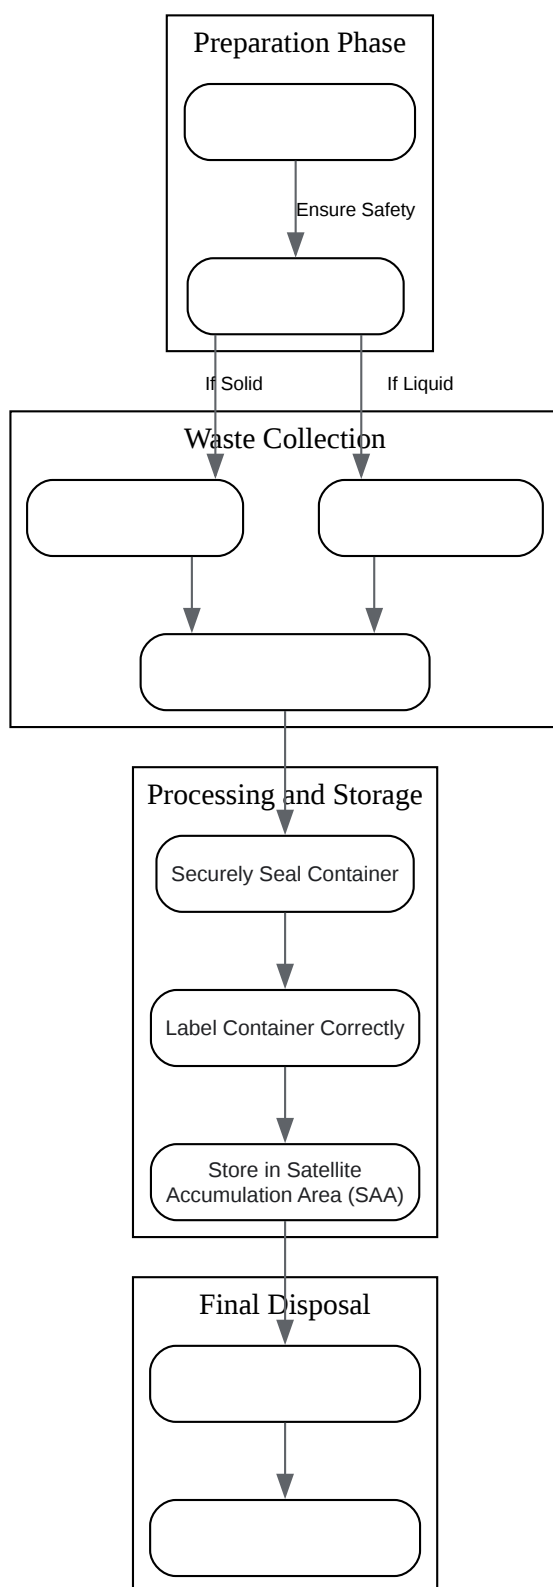 Preparation Phase
Ensure Safety
If Solid
If Liquid
Waste Collection
Processing and Storage
Securely Seal Container
Label Container Correctly
Store in Satellite
Accumulation Area (SAA)
Final Disposal